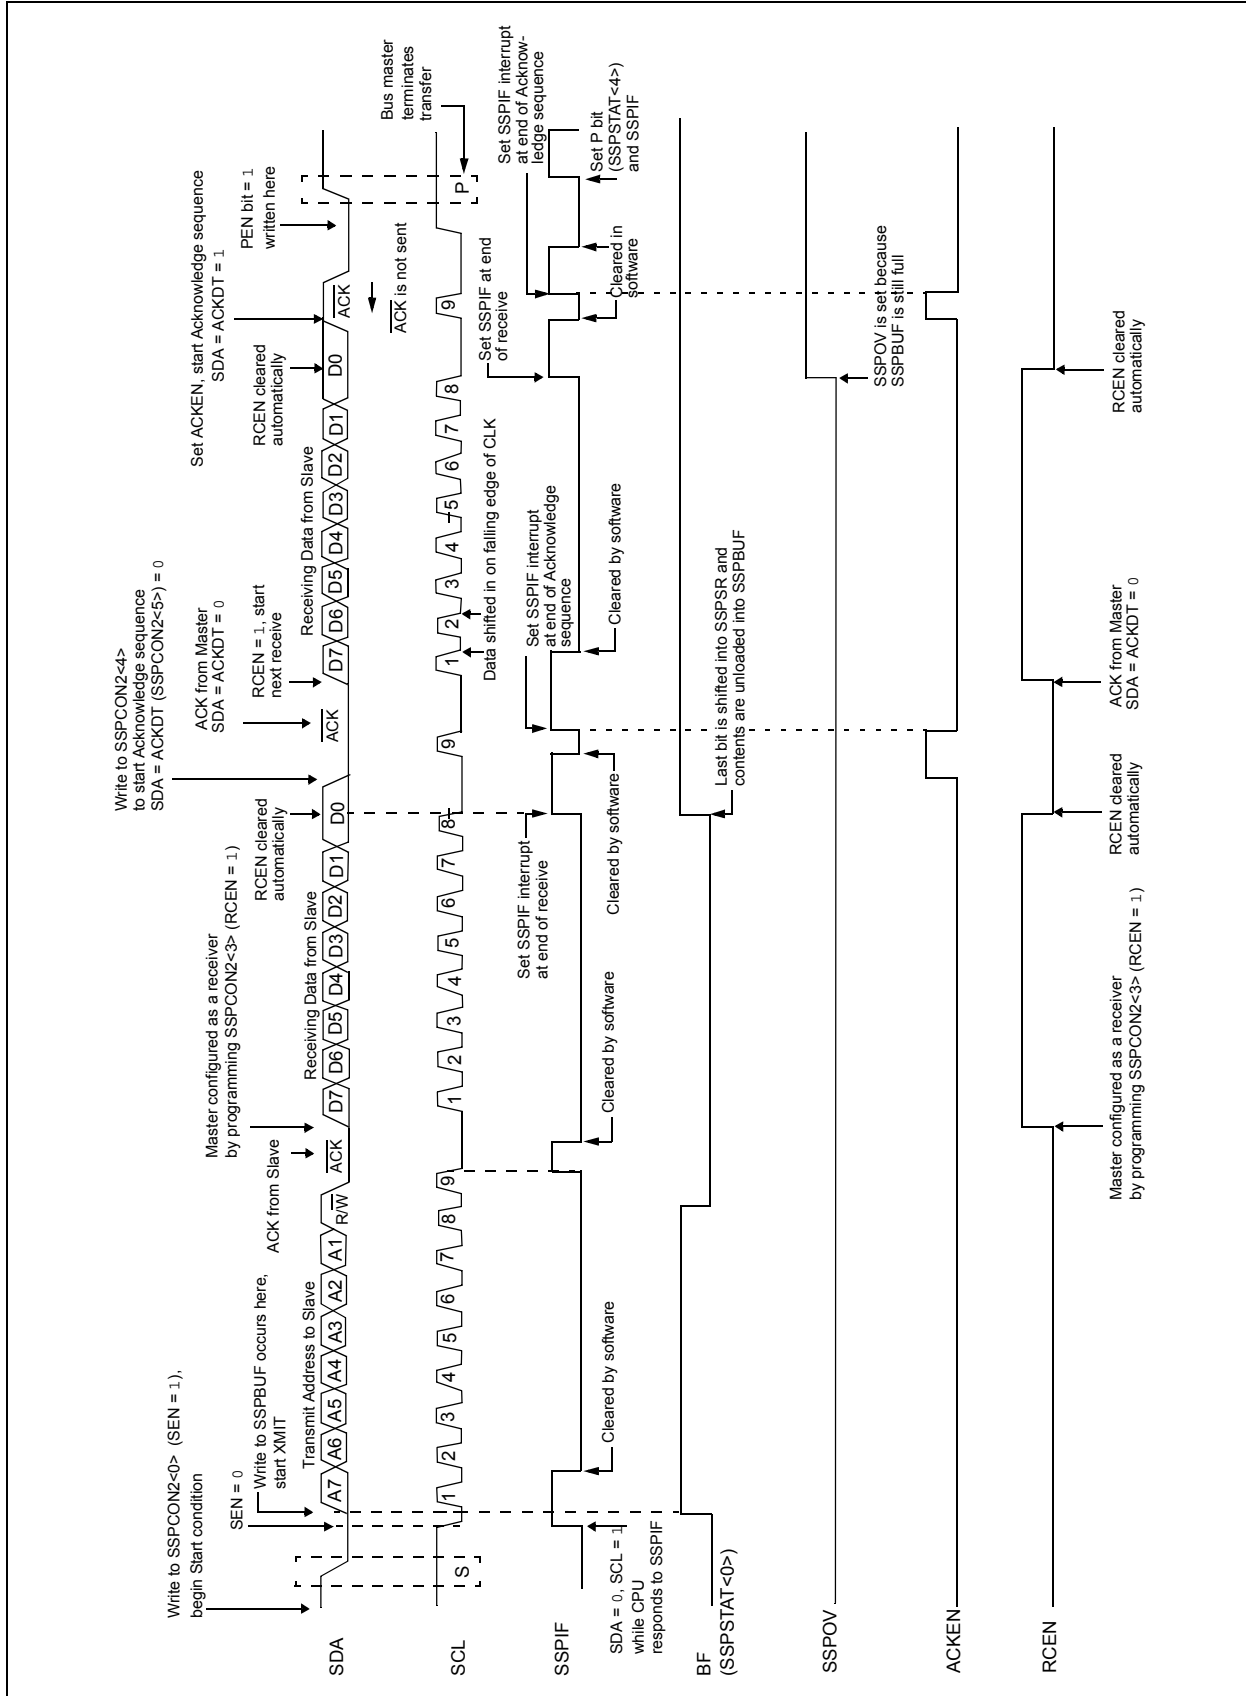 Write to SSPCON2<0> (SEN = 1),
begin Start condition
SEN = 0
Write to SSPBUF occurs here,
start XMIT
ACK from Slave
Master configured as a receiver
by programming SSPCON2<3> (RCEN = 1)
RCEN cleared
automatically
Write to SSPCON2<4>
to start Acknowledge sequence
SDA = ACKDT (SSPCON2<5>) = 0
ACK from Master
SDA = ACKDT = 0
RCEN = 1, start
next receive
RCEN cleared
automatically
Set ACKEN, start Acknowledge sequence
SDA = ACKDT = 1
PEN bit = 1
written here
Transmit Address to Slave
Receiving Data from Slave
Receiving Data from Slave
SDA
A7 A6 A5 A4 A3 A2 A1 R/W ACK D7 D6 D5 D4 D3 D2 D1 D0 ACK D7 D6 D5 D4 D3 D2 D1 D0 ACK
ACK is not sent
Bus master
terminates
transfer
SCL
S 1 2 3 4 5 6 7 8 9 1 2 3 4 5 6 7 8 9 1 2 3 4 5 6 7 8 9 P
Data shifted in on falling edge of CLK
Set SSPIF interrupt
at end of receive
Set SSPIF interrupt
at end of Acknowledge
sequence
Set SSPIF at end
of receive
Set SSPIF interrupt
at end of Acknow-
ledge sequence
SSPIF
SDA = 0, SCL = 1
while CPU
responds to SSPIF
Cleared by software
Cleared by software
Cleared by software
Cleared by software
Cleared in
software
Set P bit
(SSPSTAT<4>)
and SSPIF
BF
(SSPSTAT<0>)
Last bit is shifted into SSPSR and
contents are unloaded into SSPBUF
SSPOV
SSPOV is set because
SSPBUF is still full
ACKEN
RCEN
Master configured as a receiver
by programming SSPCON2<3> (RCEN = 1)
RCEN cleared
automatically
ACK from Master
SDA = ACKDT = 0
RCEN cleared
automatically